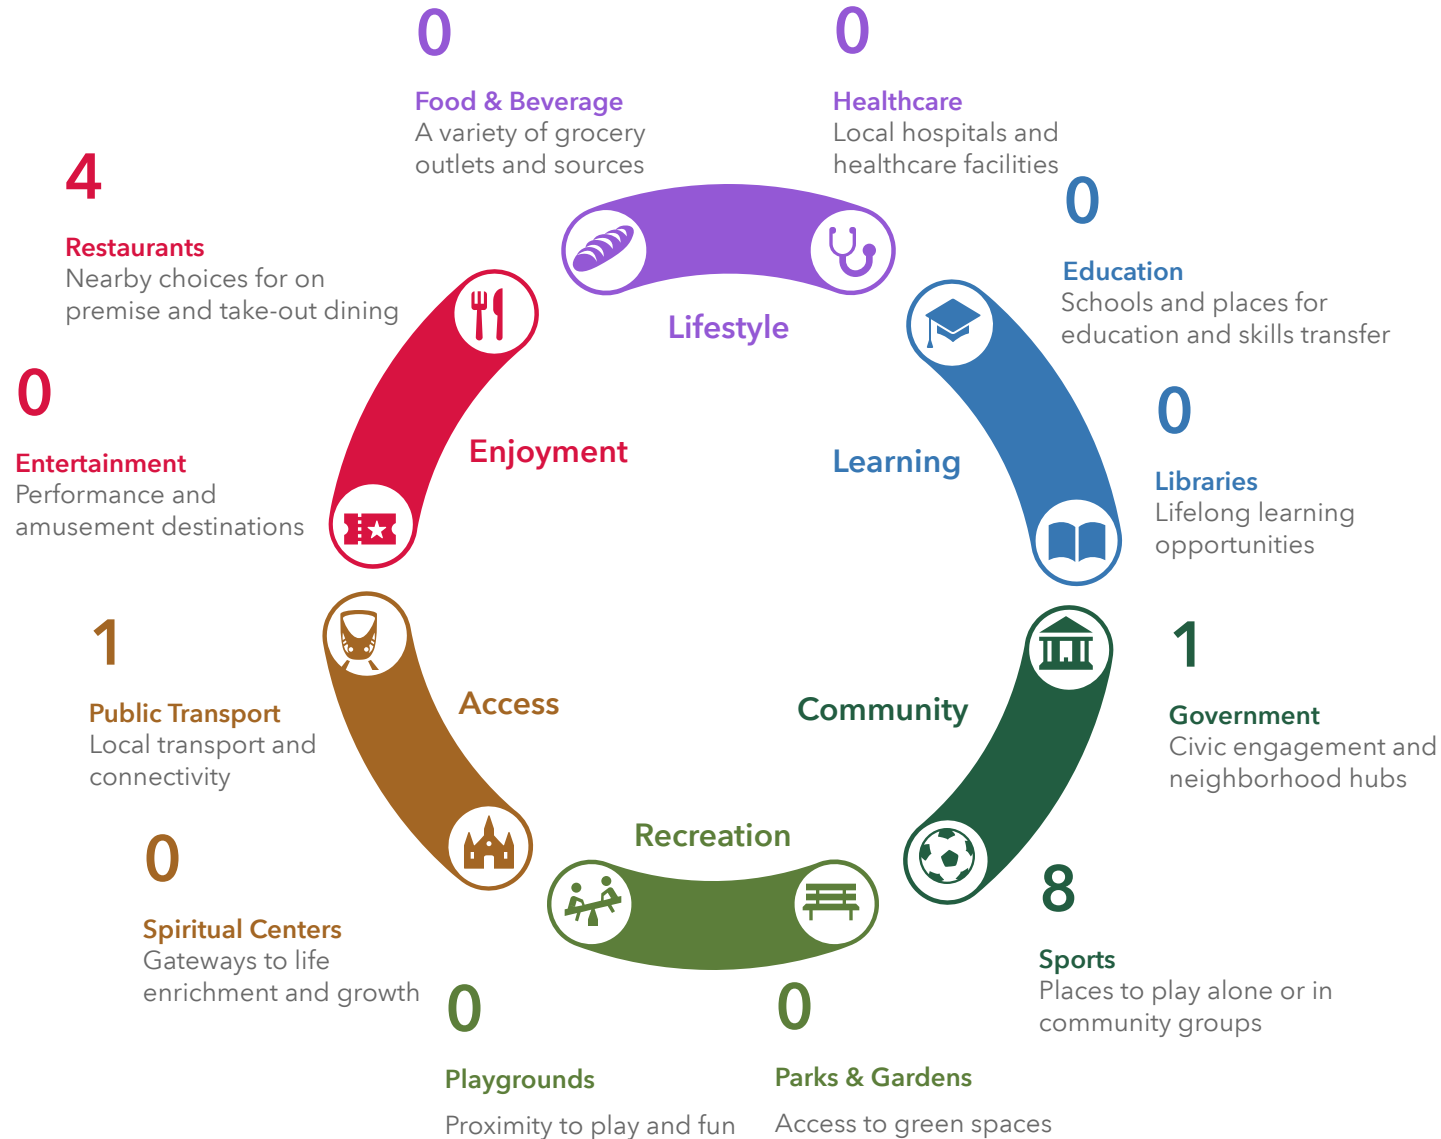 0
Food & Beverage
A variety of grocery
outlets and sources
0
Healthcare
Local hospitals and
healthcare facilities
4
Restaurants
Nearby choices for on
premise and take-out dining
0
Education
Schools and places for
education and skills transfer
Lifestyle
0
Entertainment
Performance and
amusement destinations
Enjoyment
Learning
0
Libraries
Lifelong learning
opportunities
1
Public Transport
Local transport and
connectivity
Access
Community
1
Government
Civic engagement and
neighborhood hubs
0
Spiritual Centers
Gateways to life
enrichment and growth
Recreation
8
Sports
Places to play alone or in
community groups
0
Playgrounds
Proximity to play and fun
0
Parks & Gardens
Access to green spaces